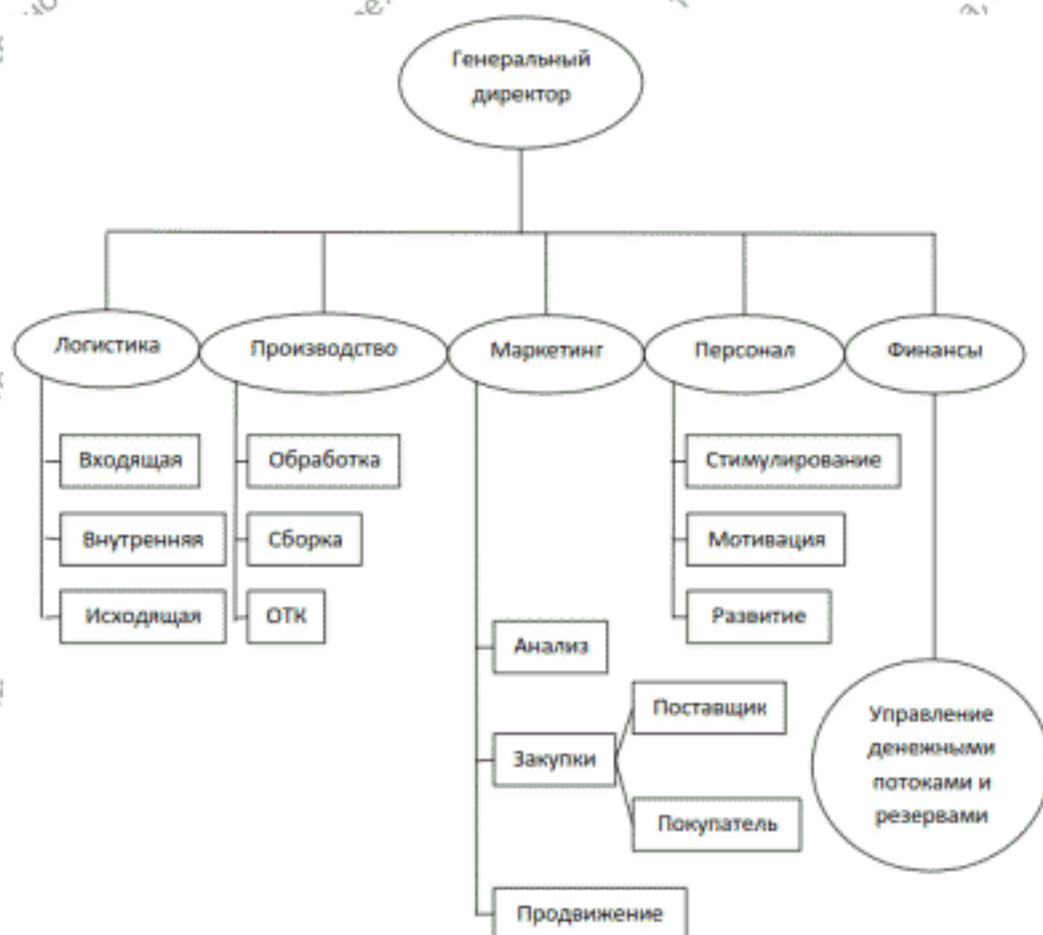 Генеральный
директор
Логистика
Производство
Маркетинг
Персонал
Финансы
Входящая
Обработка
Стимулирование
Внутренняя
Сборка
Мотивация
Исходящая
ОТК
Развитие
Анализ
Поставщик
Закупки
Покупатель
Управление
денежными
потоками и
резервами
Продвижение